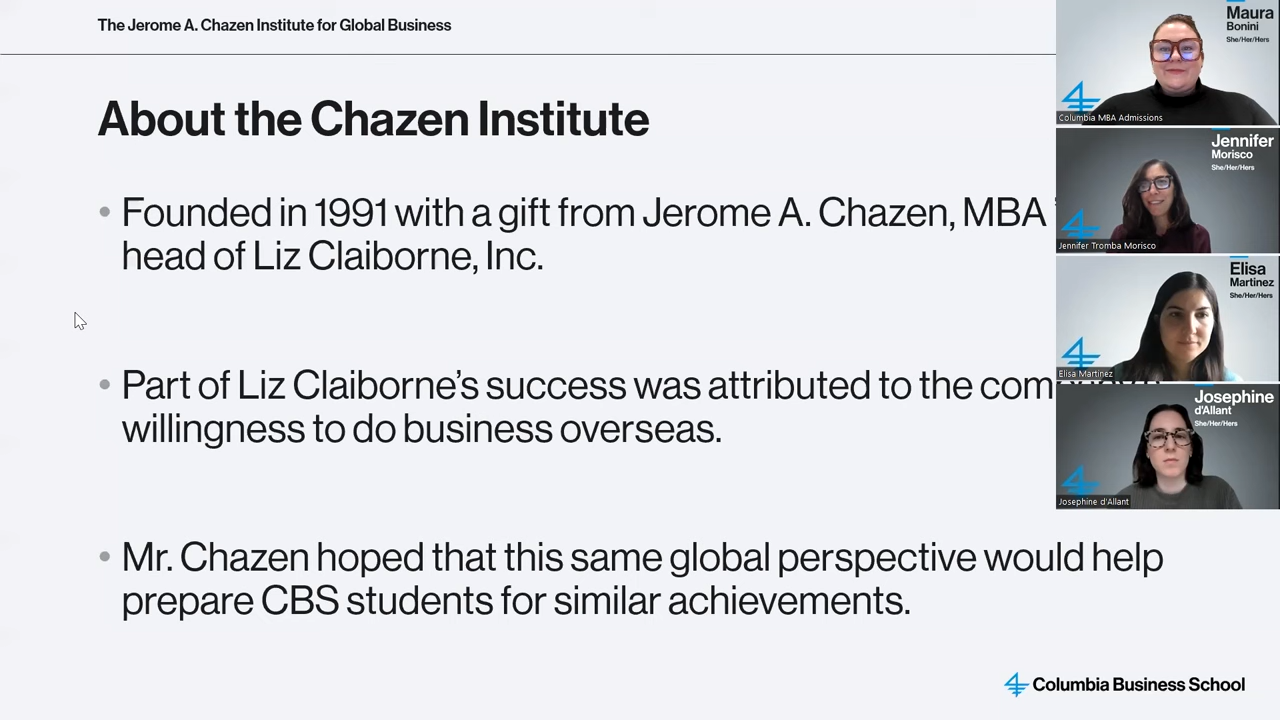 The Jerome A. Chazen Institute for Global Business
About the Chazen Institute
• Founded in 1991 with a gift from Jerome A. Chazen, MBA
head of Liz Claiborne, Inc.
• Part of Liz Claiborne’s success was attributed to the
willingness to do business overseas.
• Mr. Chazen hoped that this same global perspective would help
prepare CBS students for similar achievements.
Columbia Business School
Maura
Bonini
She/Her/Hers
Columbia MBA Admissions
Jennifer
Morisco
She/Her/Hers
Jennifer Tromba Morisco
Elisa
Martinez
She/Her/Hers
Elisa Martinez
Josephine
d’Allant
She/Her/Hers
Josephine d'Allant